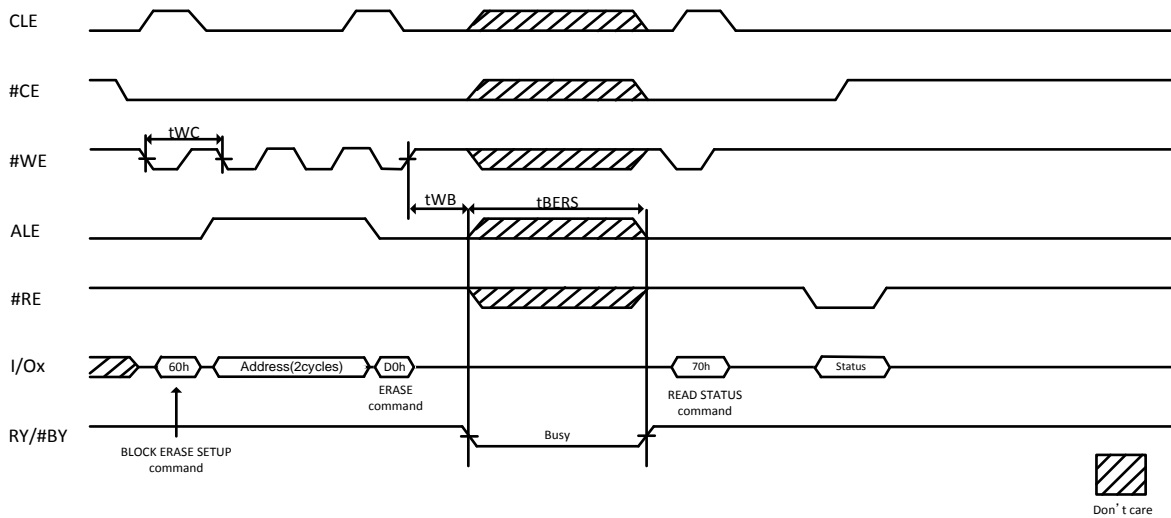 CLE
#CE
tWC
#WE
tWB
tBERS
ALE
#RE
I/Ox
60h
Address(2cycles)
D0h
70h
Status
ERASE
command
READ STATUS
command
RY/#BY
Busy
BLOCK ERASE SETUP
command
Don’t care